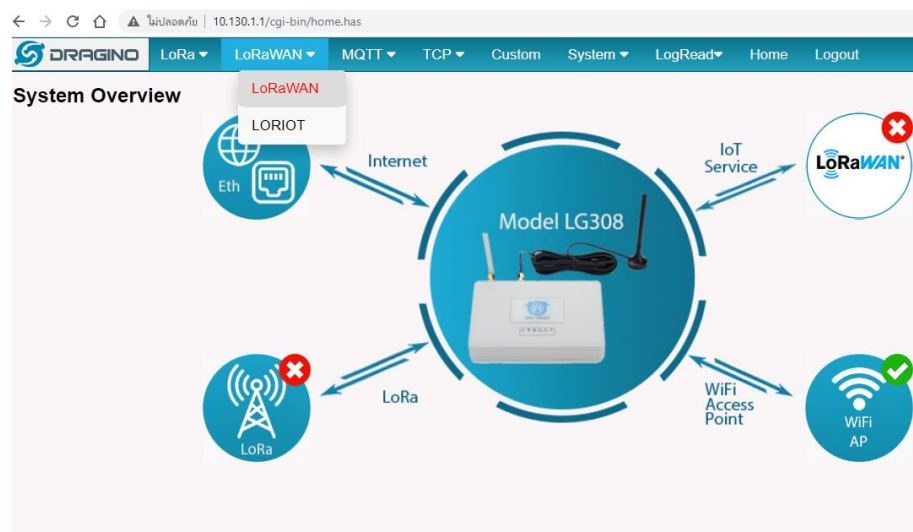 ไม่ปลอดภัย | 10.130.1.1/cgi-bin/home.has
DRAGINO LoRa LoRaWAN MQTT TCP Custom System LogRead Home Logout
System Overview
LoRaWAN
LORIOT
Eth
Internet
IoT
Service
LoRaWAN®
Model LG308
LoRa
LoRa
WiFi
Access
Point
WiFi
AP